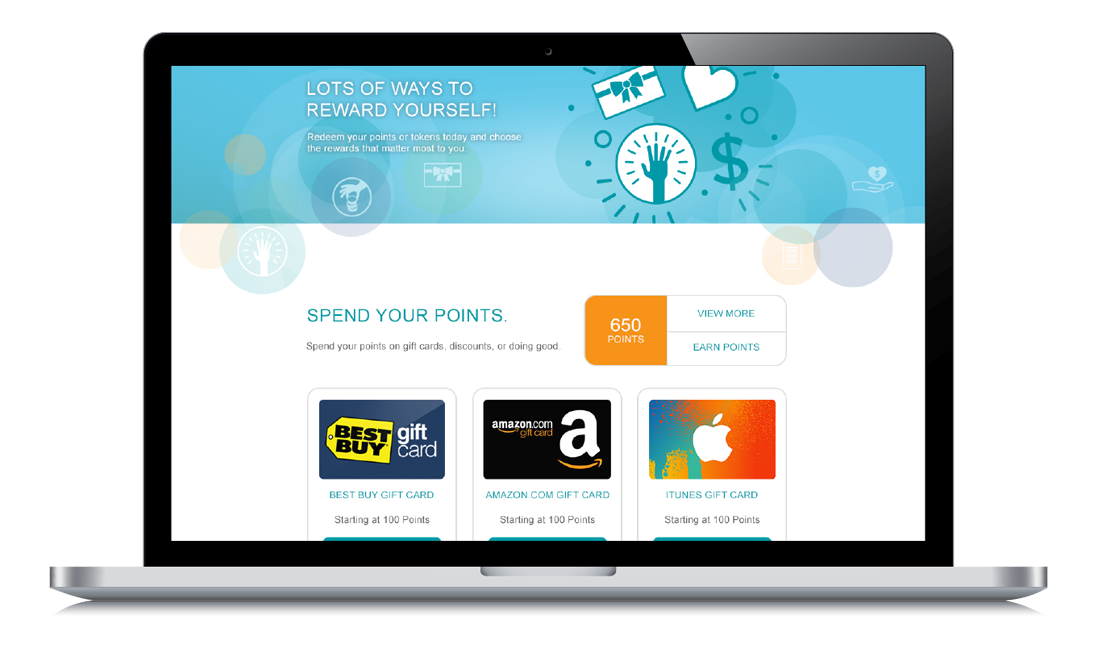 LOTS OF WAYS TO
REWARD YOURSELF!
Redeem your points or tokens today and choose
the rewards that matter most to you.
$
$
SPEND YOUR POINTS.
Spend your points on gift cards, discounts, or doing good.
650
POINTS
VIEW MORE
EARN POINTS
BEST
BUY
gift
card
amazon.com
gift card
a
BEST BUY GIFT CARD
AMAZON.COM GIFT CARD
ITUNES GIFT CARD
Starting at 100 Points
Starting at 100 Points
Starting at 100 Points